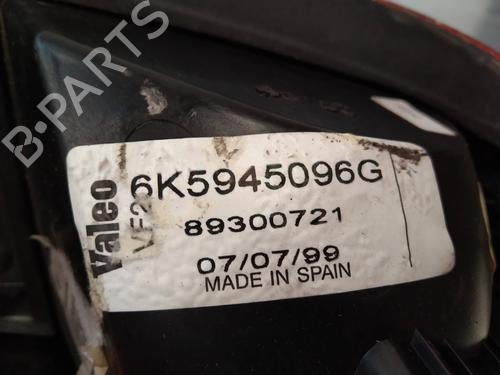 B-PARTS
Valeo
VF2
6K5945096G
89300721
07/07/99
MADE IN SPAIN